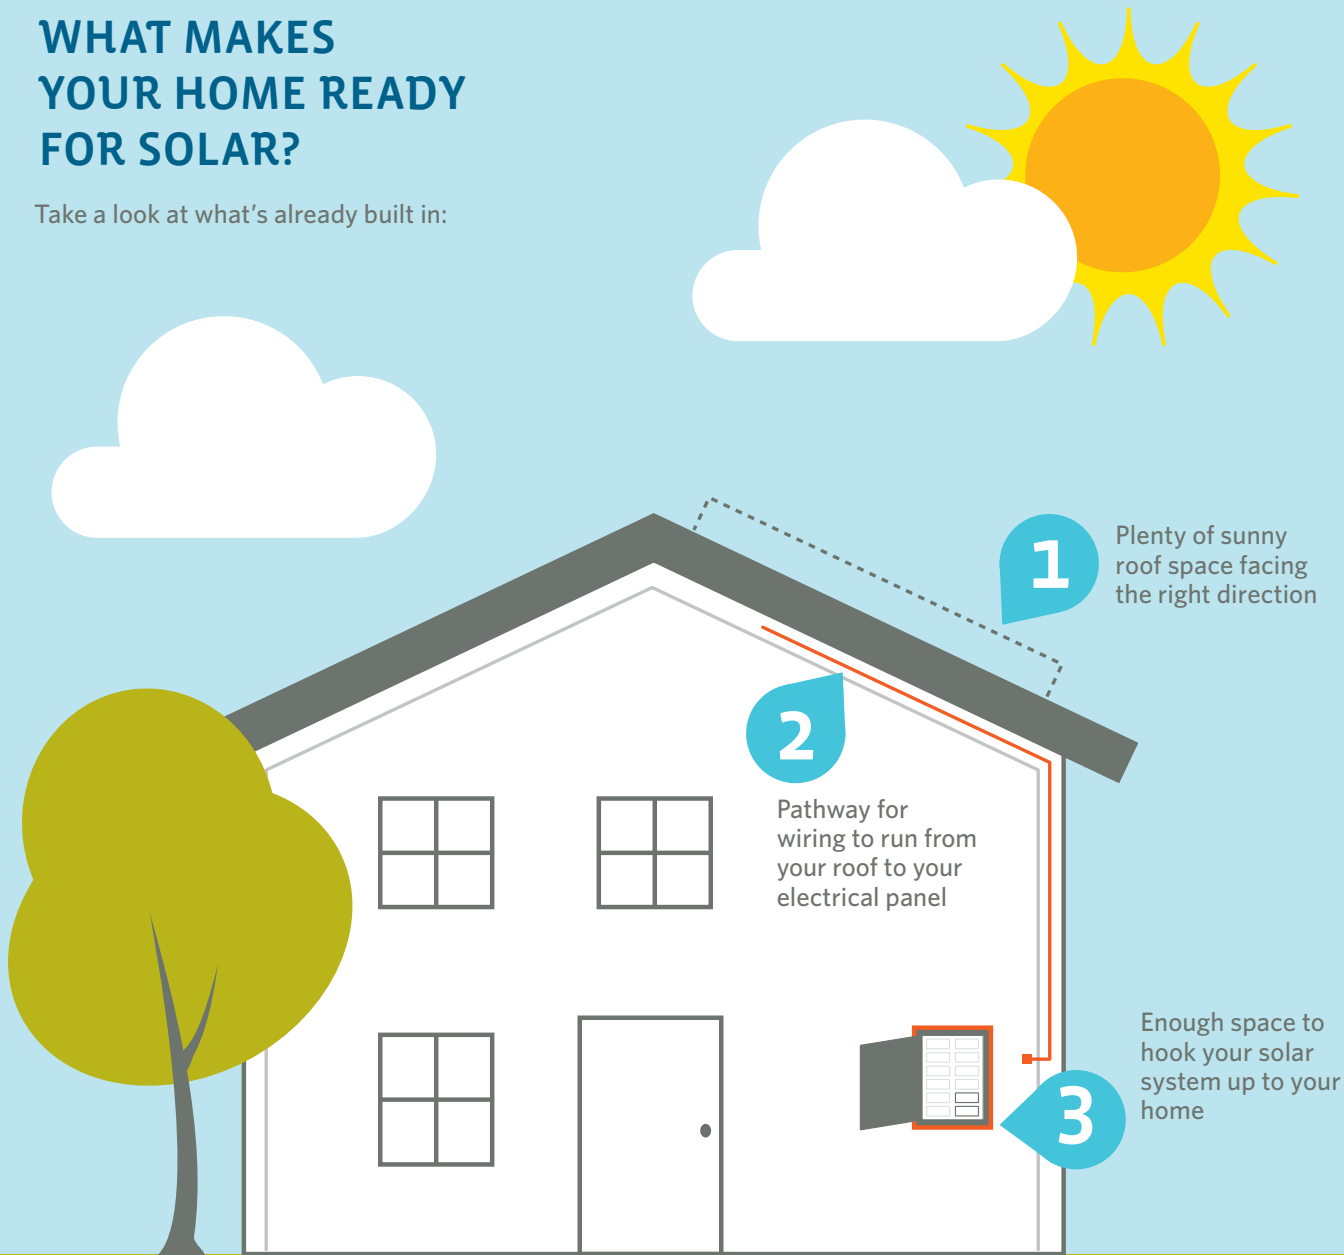 WHAT MAKES
YOUR HOME READY
FOR SOLAR?
Take a look at what's already built in:
1
Plenty of sunny
roof space facing
the right direction
2
Pathway for
wiring to run from
your roof to your
electrical panel
3
Enough space to
hook your solar
system up to your
home